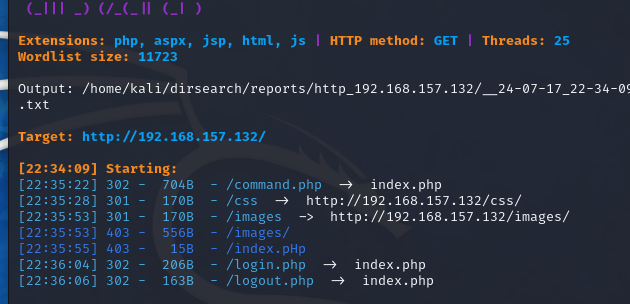 (_||| _) (/_(_|| (_| )
Extensions: php, aspx, jsp, html, js | HTTP method: GET | Threads: 25
Wordlist size: 11723
Output: /home/kali/dirsearch/reports/http_192.168.157.132/__24-07-17_22-34-09
.txt
Target: http://192.168.157.132/
[22:34:09] Starting:
[22:35:22] 302 - 704B - /command.php -> index.php
[22:35:28] 301 - 170B - /css -> http://192.168.157.132/css/
[22:35:53] 301 - 170B - /images -> http://192.168.157.132/images/
[22:35:53] 403 - 556B - /images/
[22:35:55] 403 - 15B - /index.pHp
[22:36:04] 302 - 206B - /login.php -> index.php
[22:36:06] 302 - 163B - /logout.php -> index.php